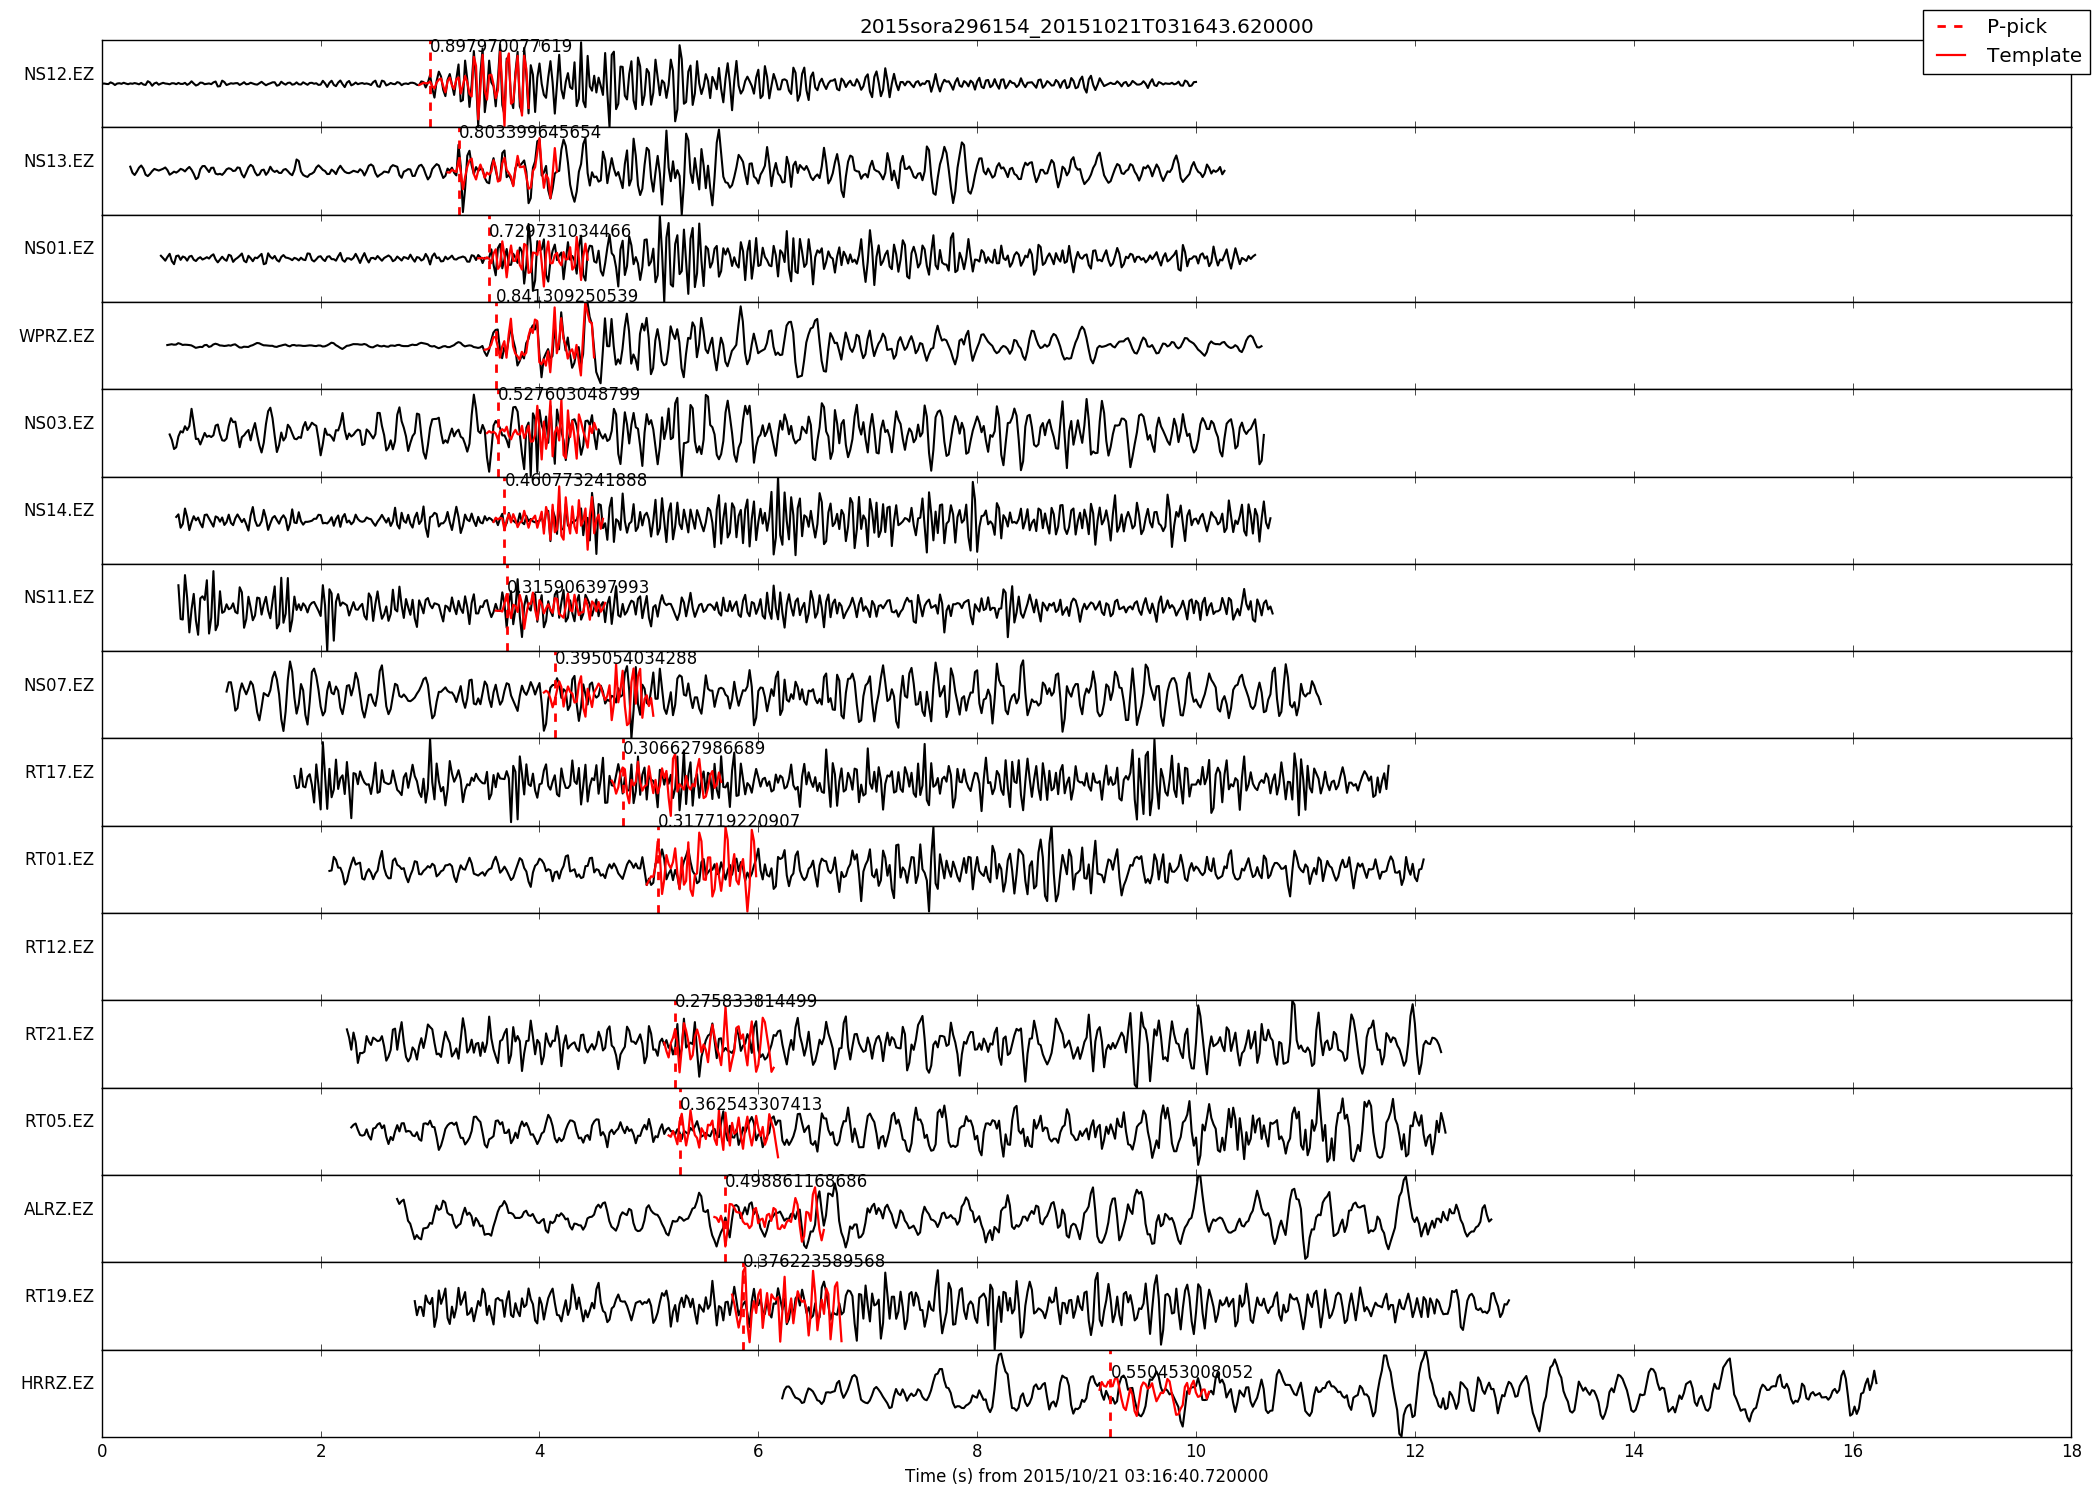 2015sora296154_20151021T031643.620000
P-pick
Template
NS12.EZ
0.897970077619
NS13.EZ
0.803399645654
NS01.EZ
0.729731034466
WPRZ.EZ
0.841309250539
NS03.EZ
0.527603048799
NS14.EZ
0.460773241888
NS11.EZ
0.315906397993
NS07.EZ
0.395054034288
RT17.EZ
0.306627986689
RT01.EZ
0.317719220907
RT12.EZ
RT21.EZ
0.275833814499
RT05.EZ
0.362543307413
ALRZ.EZ
0.498861168686
RT19.EZ
0.376223589568
HRRZ.EZ
0.550453008052
0 2 4 6 8 10 12 14 16 18
Time (s) from 2015/10/21 03:16:40.720000